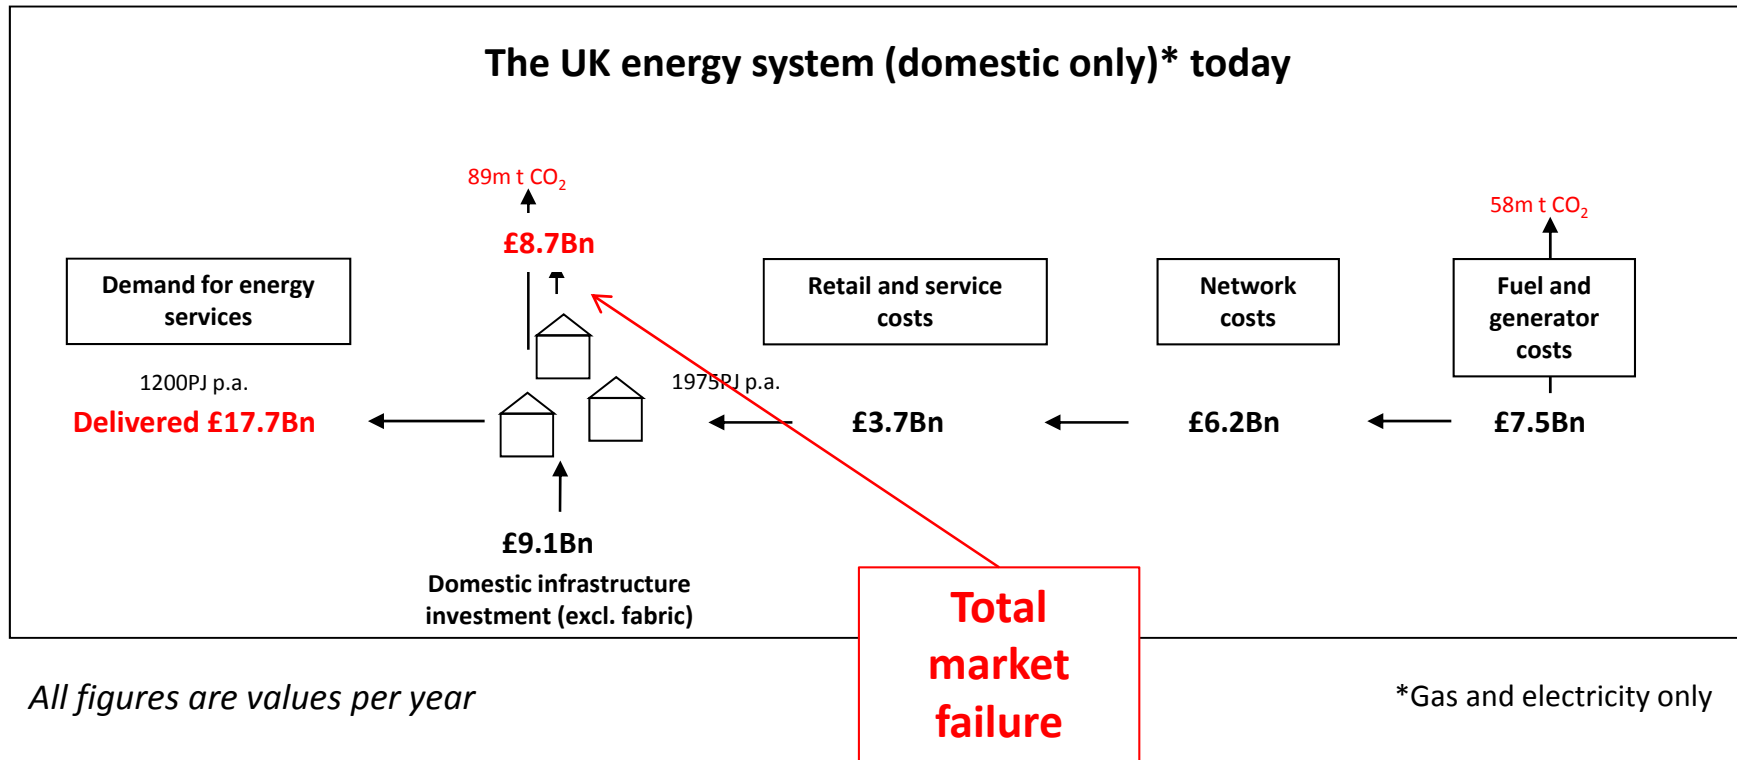 The UK energy system (domestic only)* today
89m t CO₂
58m t CO₂
£8.7Bn
Demand for energy
services
Retail and service
costs
Network
costs
Fuel and
generator
costs
1200PJ p.a.
1975PJ p.a.
Delivered £17.7Bn
£3.7Bn
£6.2Bn
£7.5Bn
£9.1Bn
Domestic infrastructure
investment (excl. fabric)
Total
market
failure
All figures are values per year
*Gas and electricity only